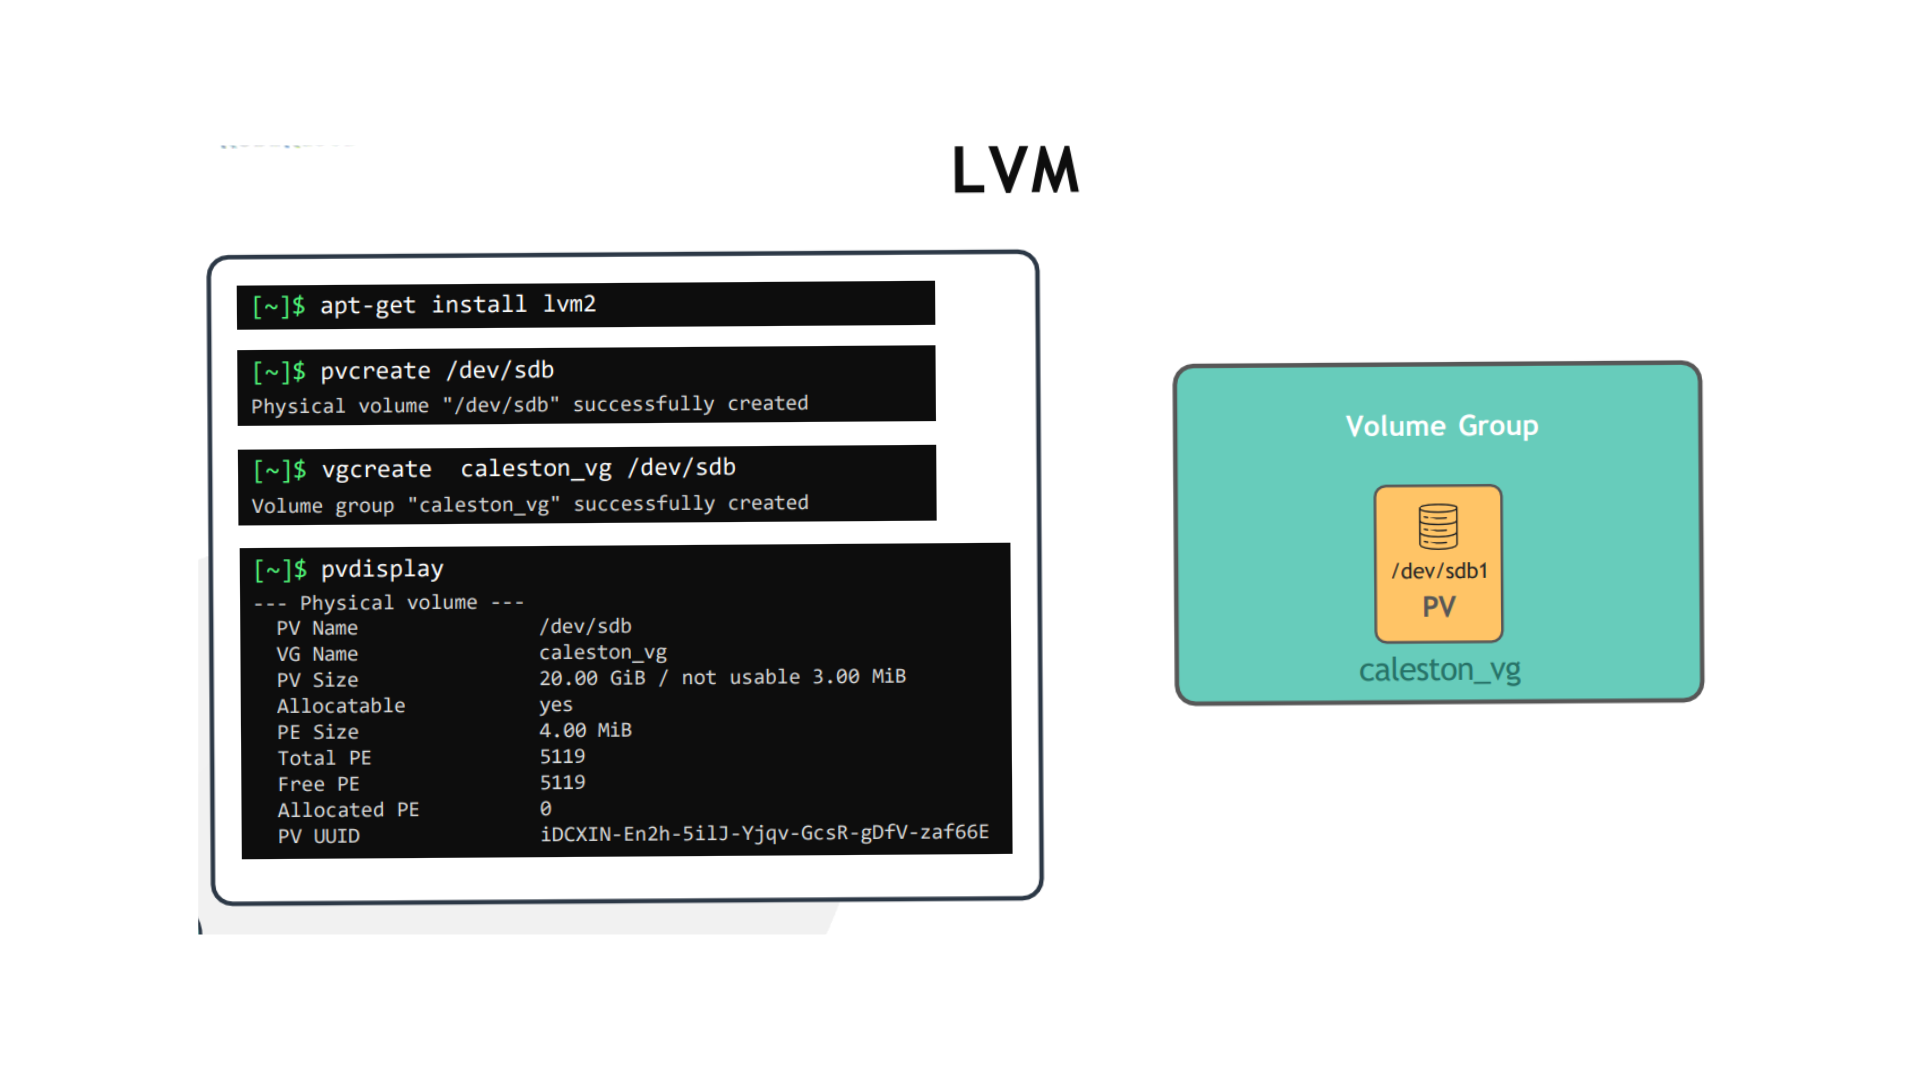 LVM
[~]$ apt-get install lvm2
[~]$ pvcreate /dev/sdb
Physical volume "/dev/sdb" successfully created
[~]$ vgcreate  caleston_vg /dev/sdb
Volume group "caleston_vg" successfully created
[~]$ pvdisplay
--- Physical volume ---
PV Name /dev/sdb
VG Name caleston_vg
PV Size 20.00 GiB / not usable 3.00 MiB
Allocatable yes
PE Size 4.00 MiB
Total PE 5119
Free PE 5119
Allocated PE 0
PV UUID iDCXIN-En2h-5ilJ-Yjqv-GcsR-gDfV-zaf66E
Volume Group
/dev/sdb1
PV
caleston_vg